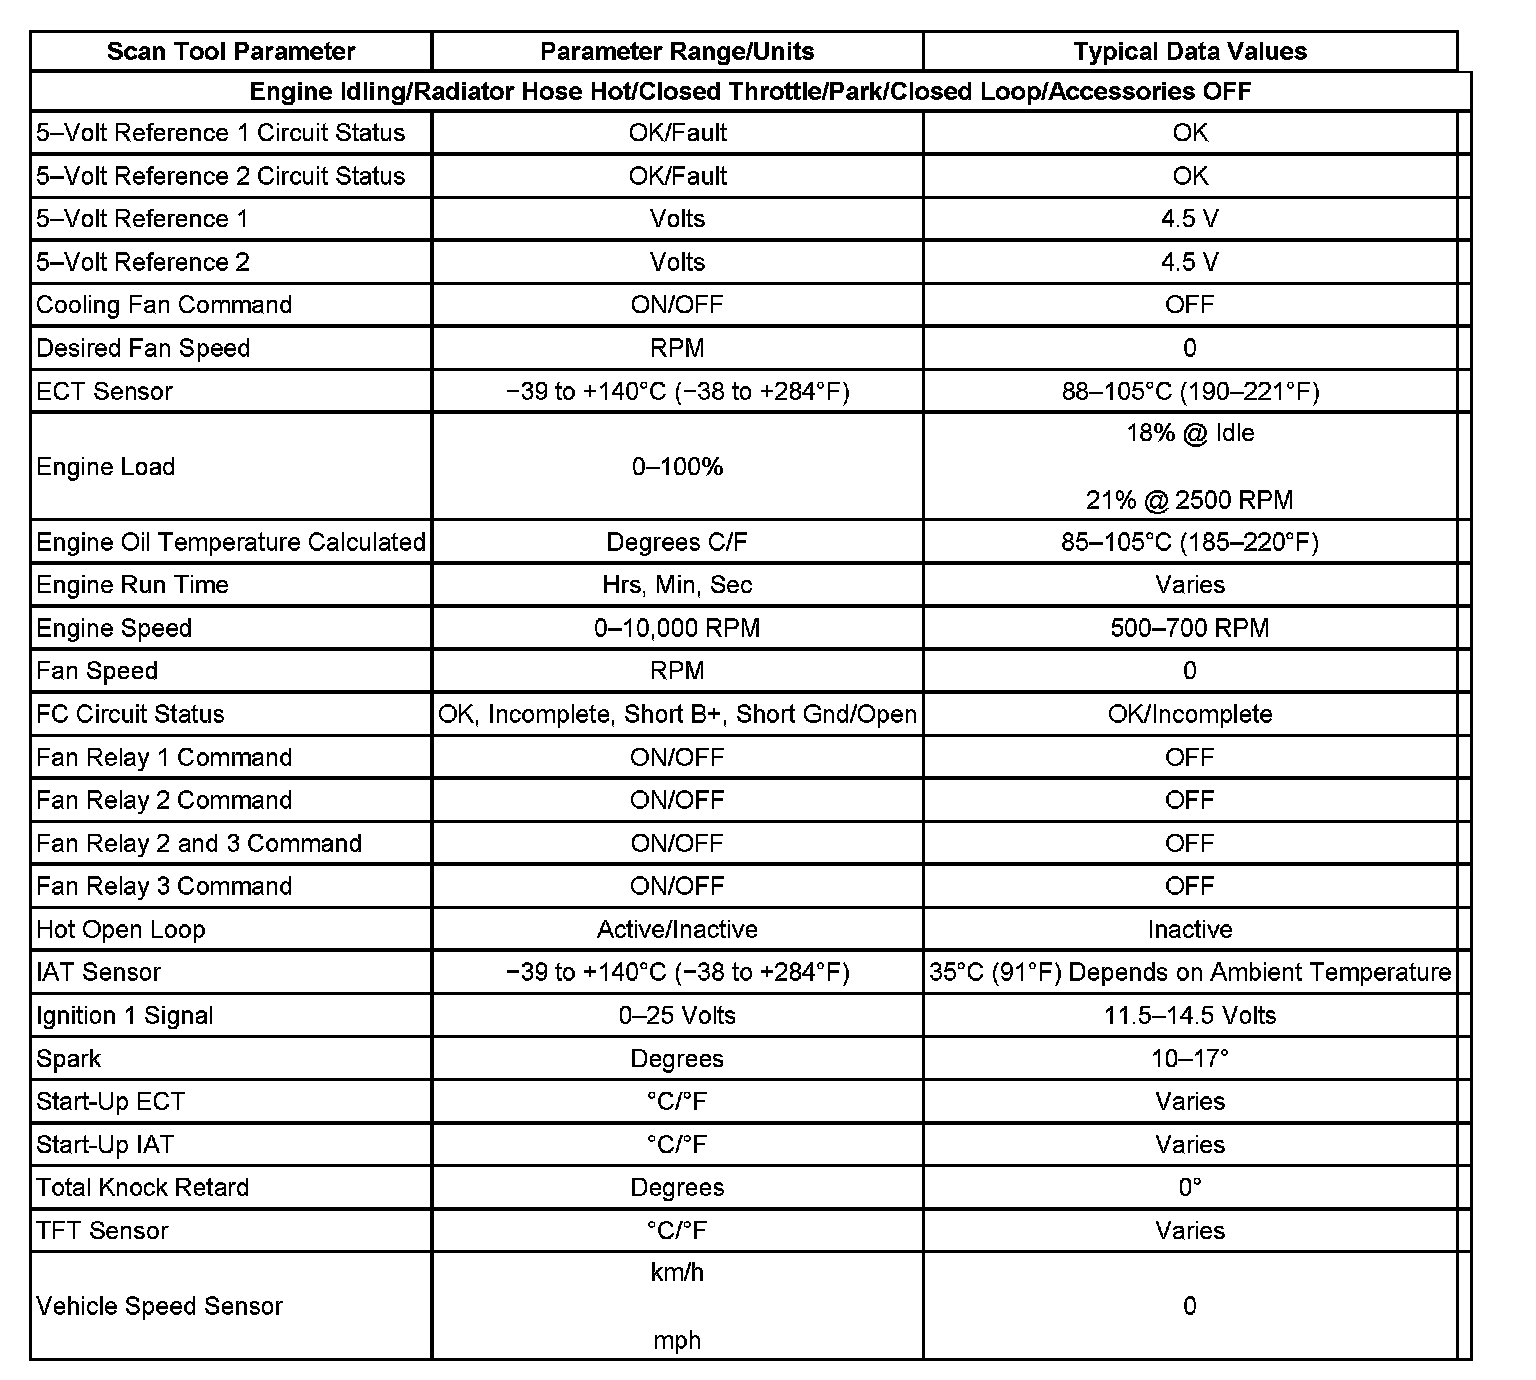 Scan Tool Parameter Parameter Range/Units Typical Data Values
Engine Idling/Radiator Hose Hot/Closed Throttle/Park/Closed Loop/Accessories OFF
5–Volt Reference 1 Circuit Status OK/Fault OK
5–Volt Reference 2 Circuit Status OK/Fault OK
5–Volt Reference 1 Volts 4.5 V
5–Volt Reference 2 Volts 4.5 V
Cooling Fan Command ON/OFF OFF
Desired Fan Speed RPM 0
ECT Sensor −39 to +140°C (−38 to +284°F) 88–105°C (190–221°F)
Engine Load 0–100% 18% @ Idle
21% @ 2500 RPM
Engine Oil Temperature Calculated Degrees C/F 85–105°C (185–220°F)
Engine Run Time Hrs, Min, Sec Varies
Engine Speed 0–10,000 RPM 500–700 RPM
Fan Speed RPM 0
FC Circuit Status OK, Incomplete, Short B+, Short Gnd/Open OK/Incomplete
Fan Relay 1 Command ON/OFF OFF
Fan Relay 2 Command ON/OFF OFF
Fan Relay 2 and 3 Command ON/OFF OFF
Fan Relay 3 Command ON/OFF OFF
Hot Open Loop Active/Inactive Inactive
IAT Sensor −39 to +140°C (−38 to +284°F) 35°C (91°F) Depends on Ambient Temperature
Ignition 1 Signal 0–25 Volts 11.5–14.5 Volts
Spark Degrees 10–17°
Start-Up ECT °C/°F Varies
Start-Up IAT °C/°F Varies
Total Knock Retard Degrees 0°
TFT Sensor °C/°F Varies
Vehicle Speed Sensor km/h
mph 0